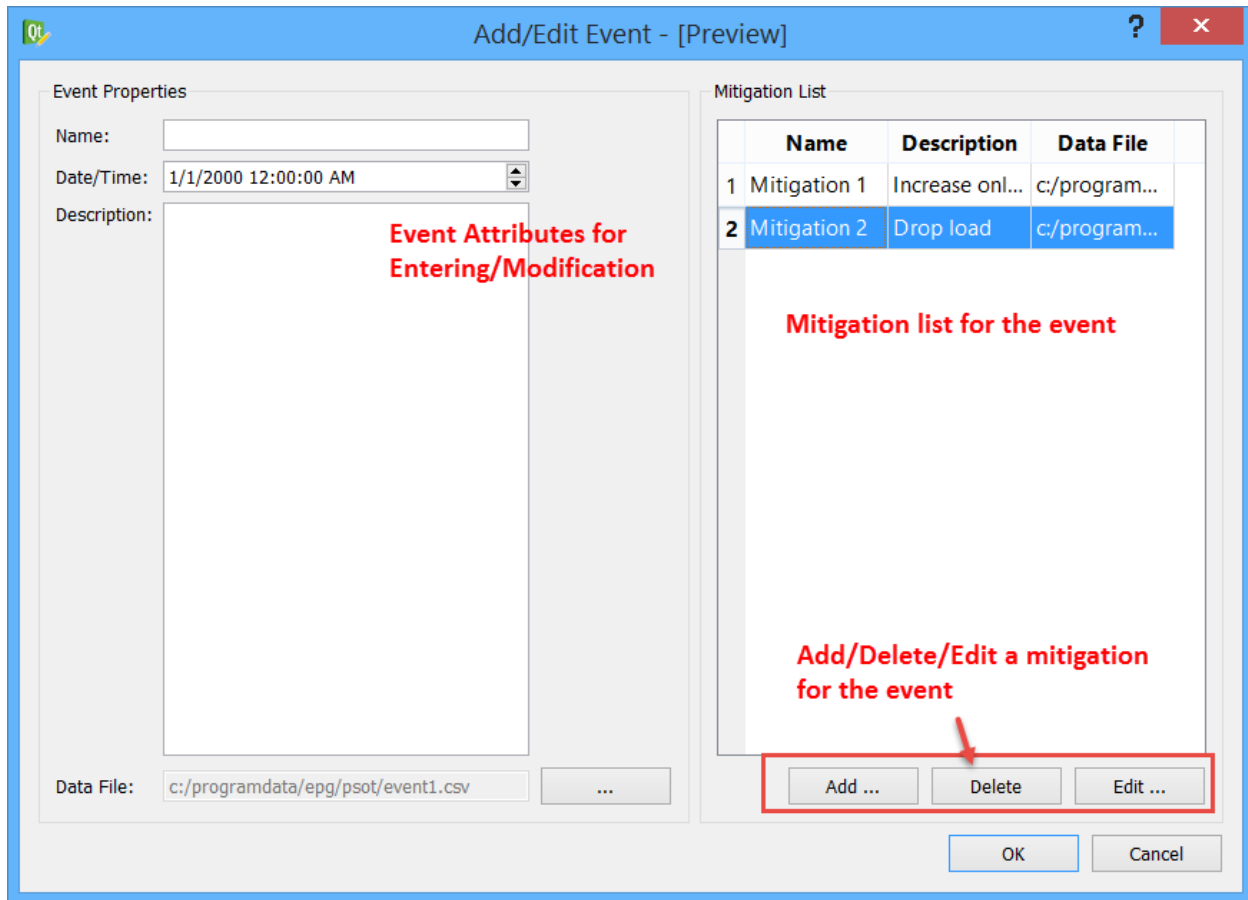 Qt
Add/Edit Event - [Preview]
?
Event Properties
Name:
Date/Time: 1/1/2000 12:00:00 AM
Description:
Event Attributes for
Entering/Modification
Data File: c:/programdata/epg/psot/event1.csv ...
Mitigation List
Name Description Data File
1 Mitigation 1 Increase onl... c:/program...
2 Mitigation 2 Drop load c:/program...
Mitigation list for the event
Add/Delete/Edit a mitigation
for the event
Add ... Delete Edit ...
OK Cancel